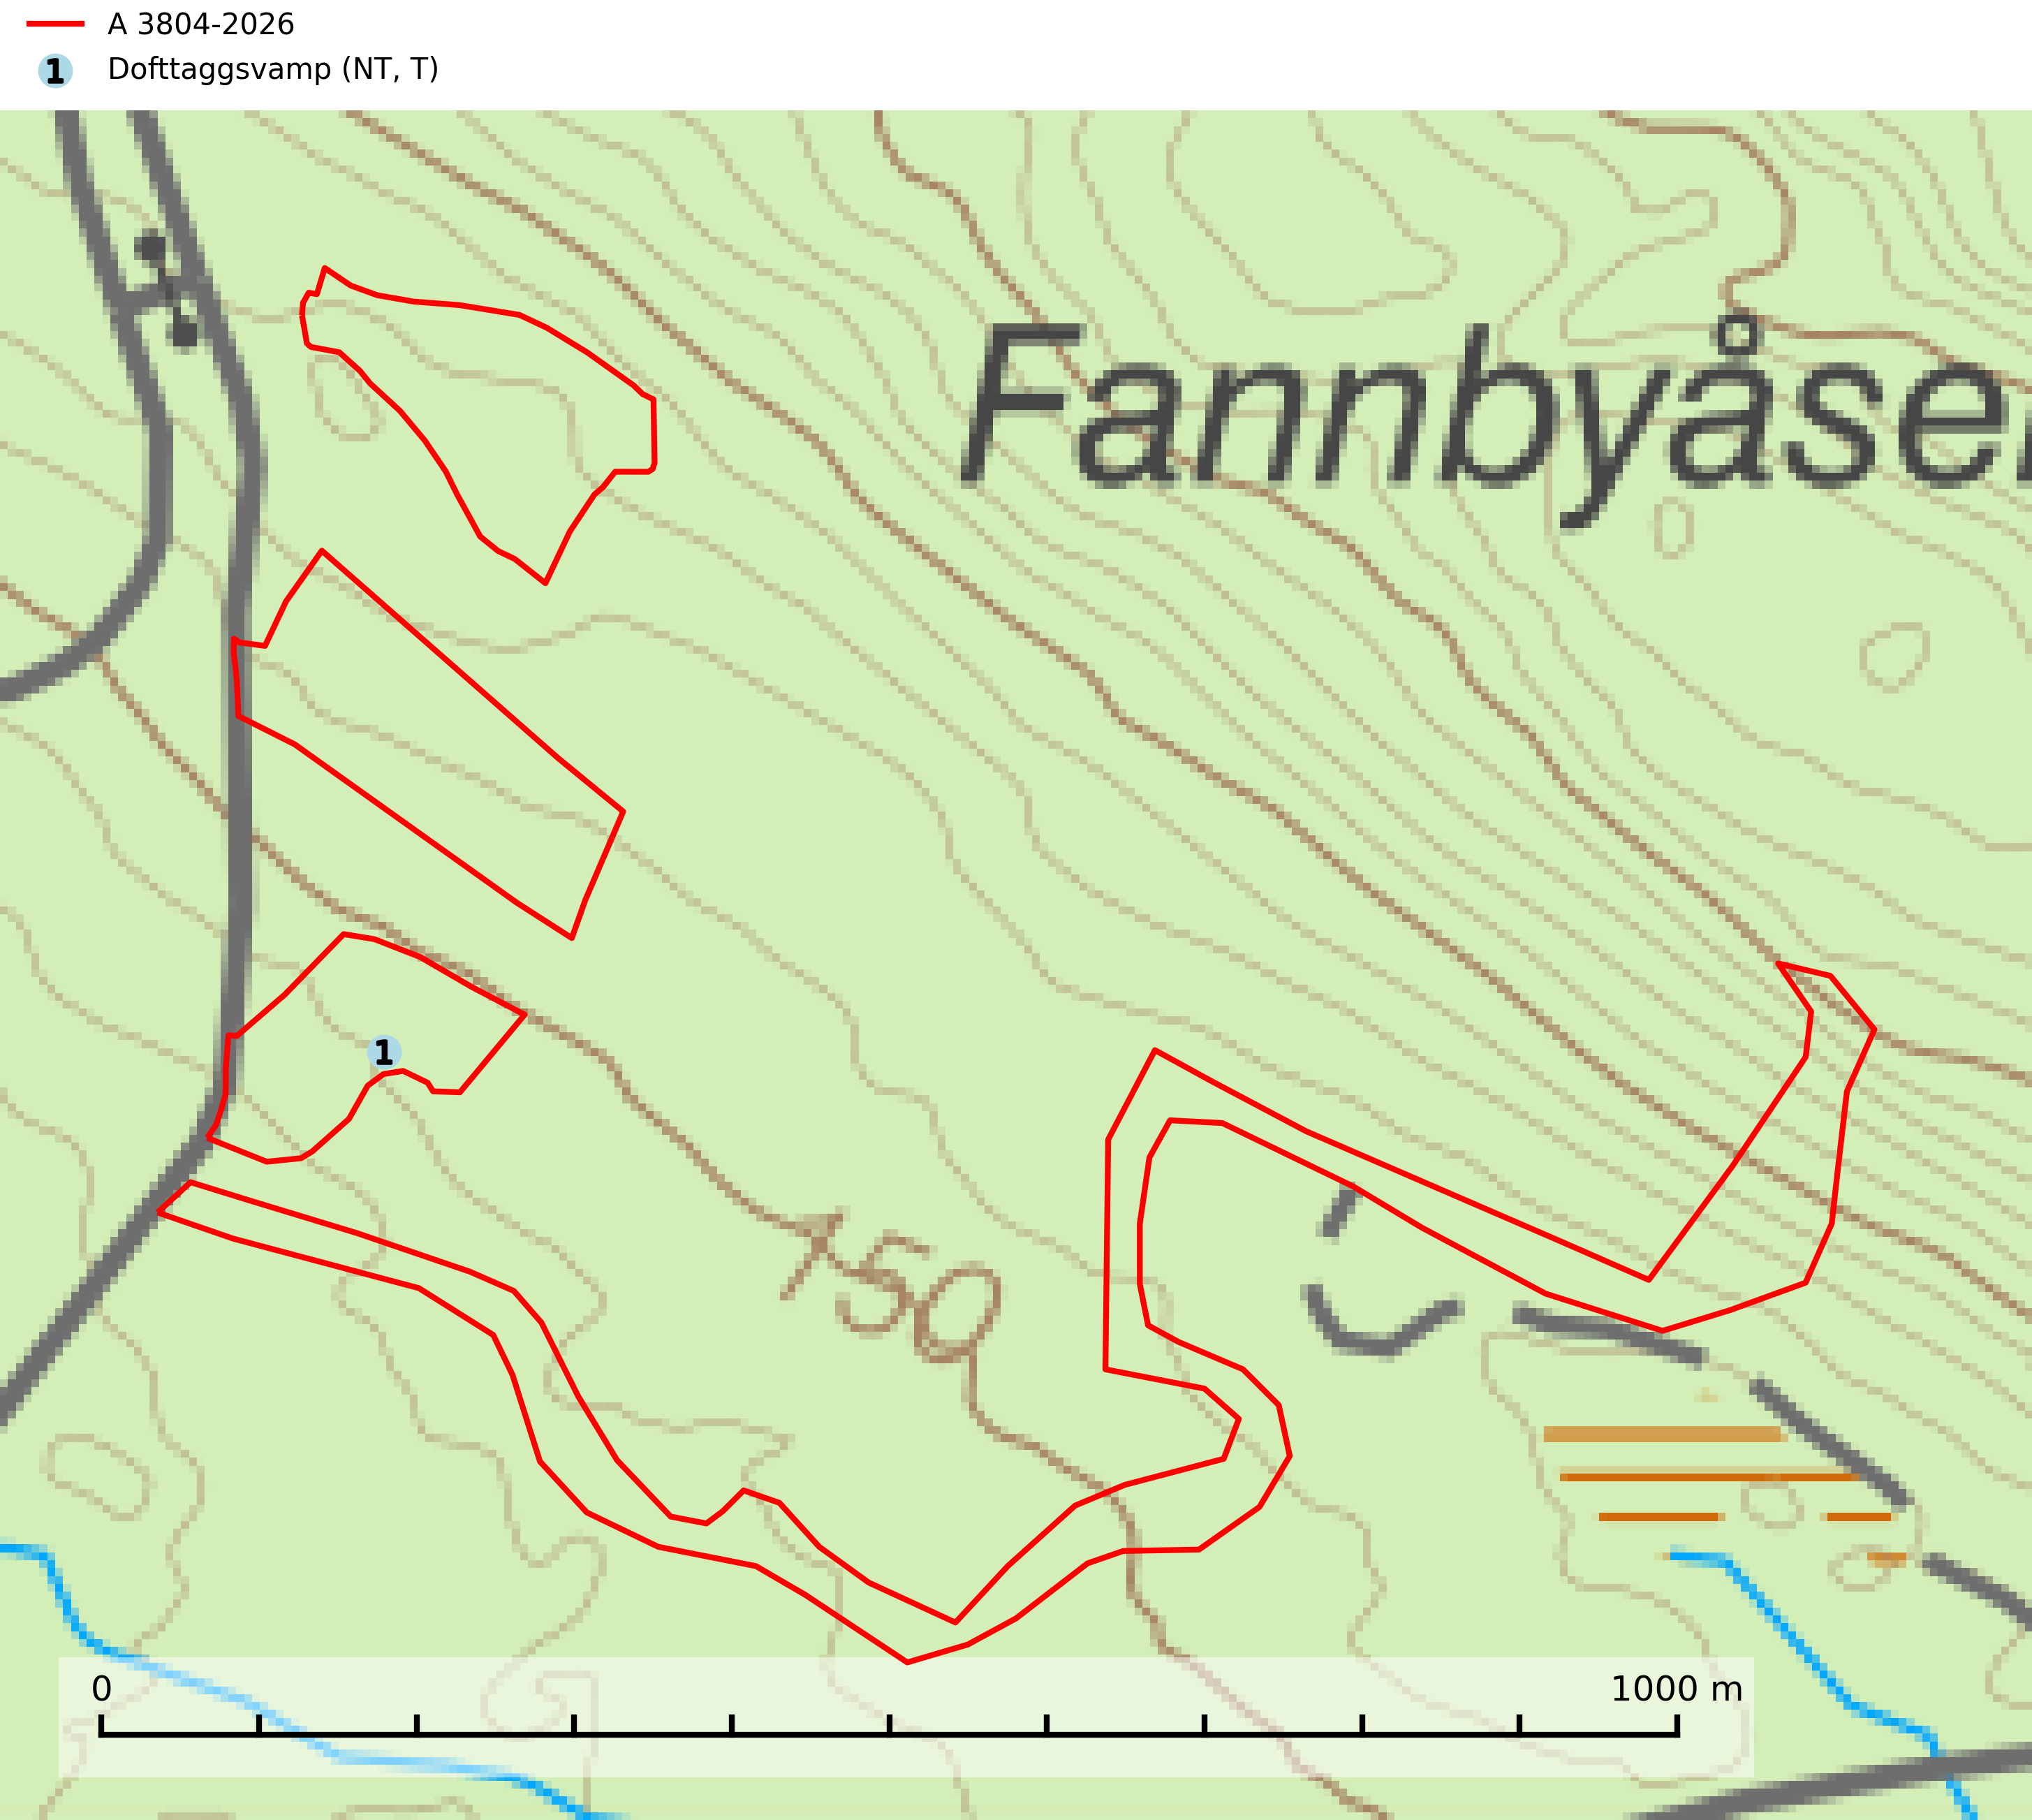 A 3804-2026
1 Dofttaggsvamp (NT, T)
Fannbyåsen
1
150
0 1000 m